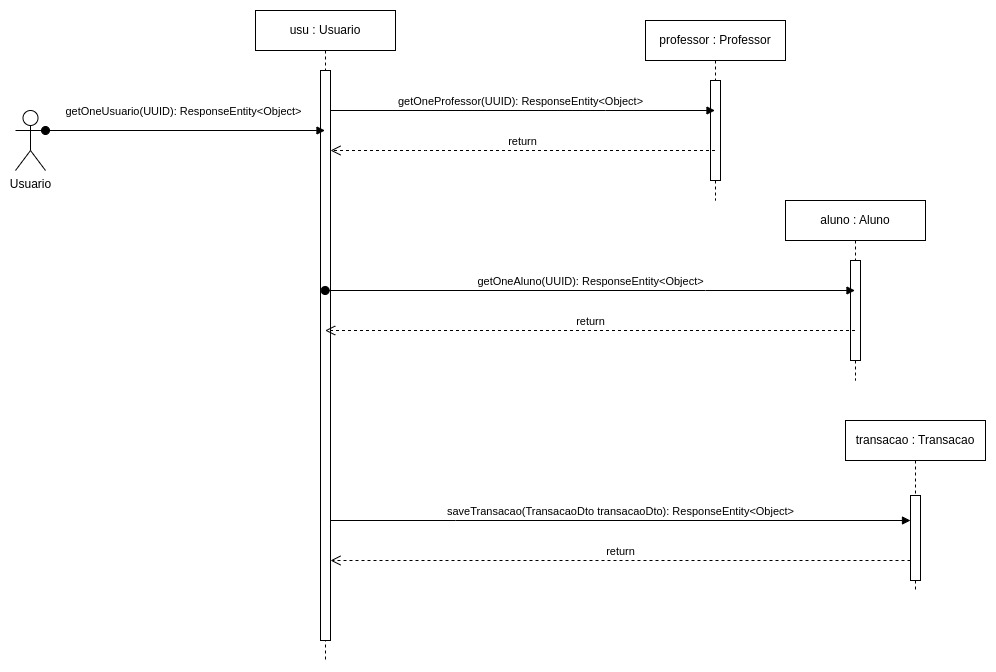 usu : Usuario
professor : Professor
getOneUsuario(UUID): ResponseEntity<Object>
getOneProfessor(UUID): ResponseEntity<Object>
return
Usuario
aluno : Aluno
getOneAluno(UUID): ResponseEntity<Object>
return
transacao : Transacao
saveTransacao(TransacaoDto transacaoDto): ResponseEntity<Object>
return